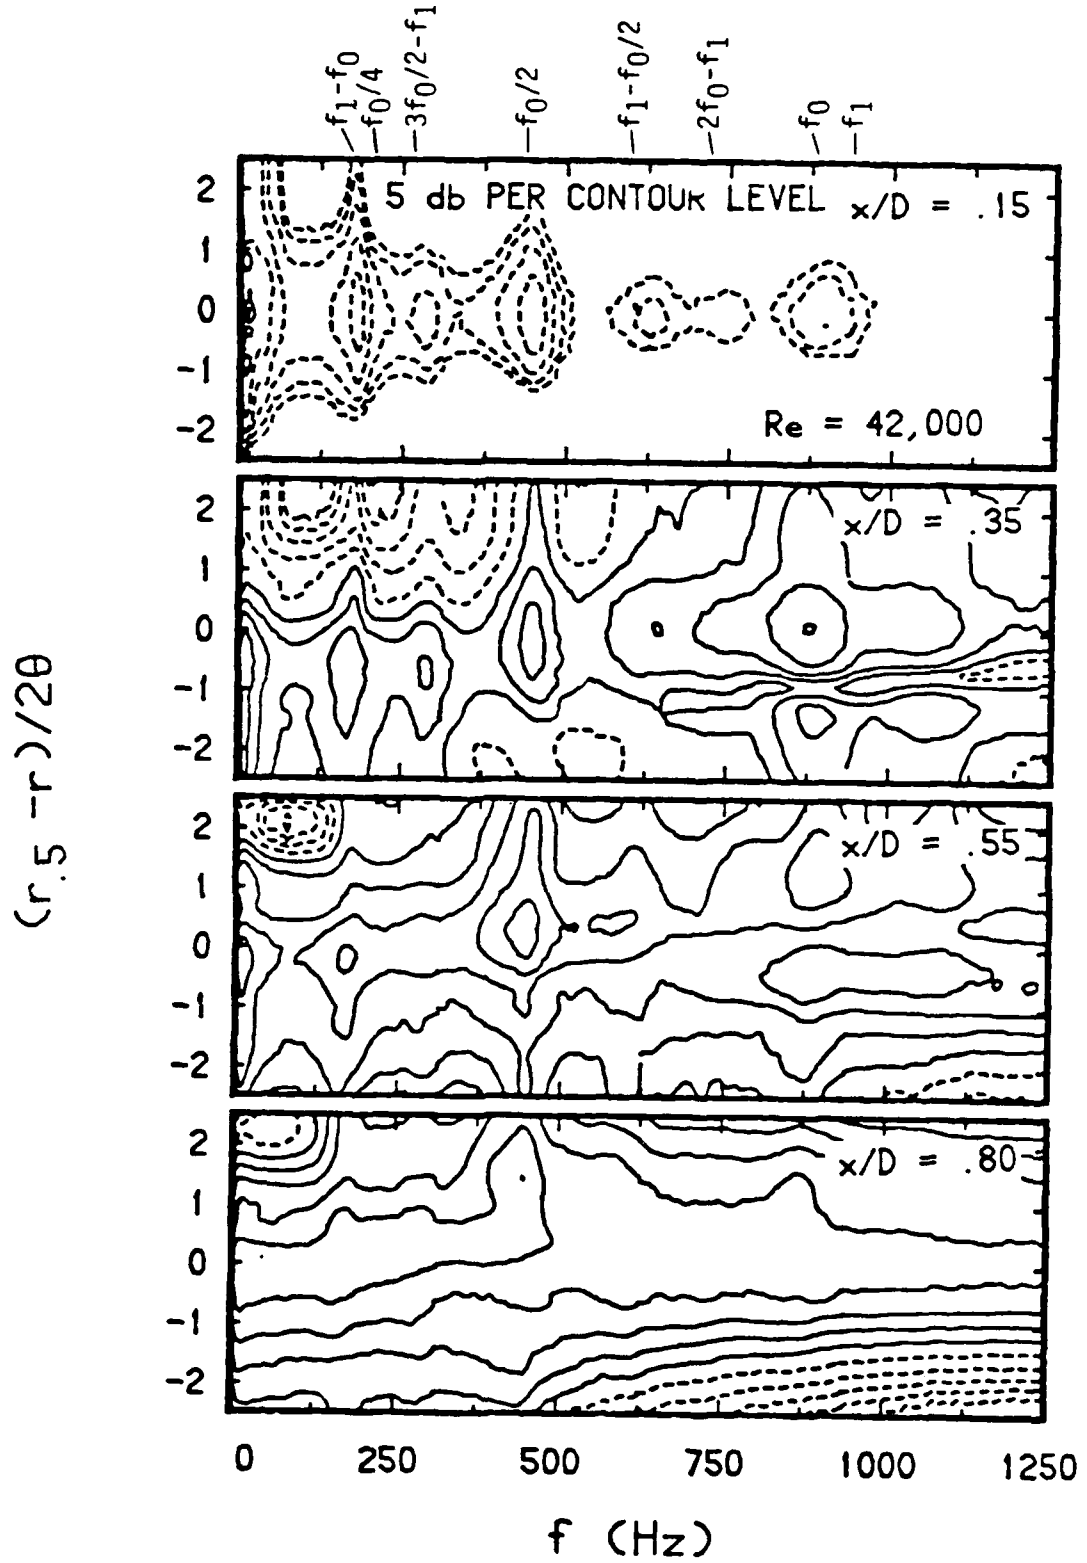 f₁-f₀
f₀/4
3f₀/2-f₁
f₀/2
f₁-f₀/2
2f₀-f₁
f₀
f₁
5 db PER CONTOUR LEVEL x/D = .15
2
1
0
-1
-2
Re = 42,000
x/D = .35
2
1
0
-1
-2
x/D = .55
2
1
0
-1
-2
x/D = .80
2
1
0
-1
-2
(r.5 -r)/2θ
0 250 500 750 1000 1250
f (Hz)